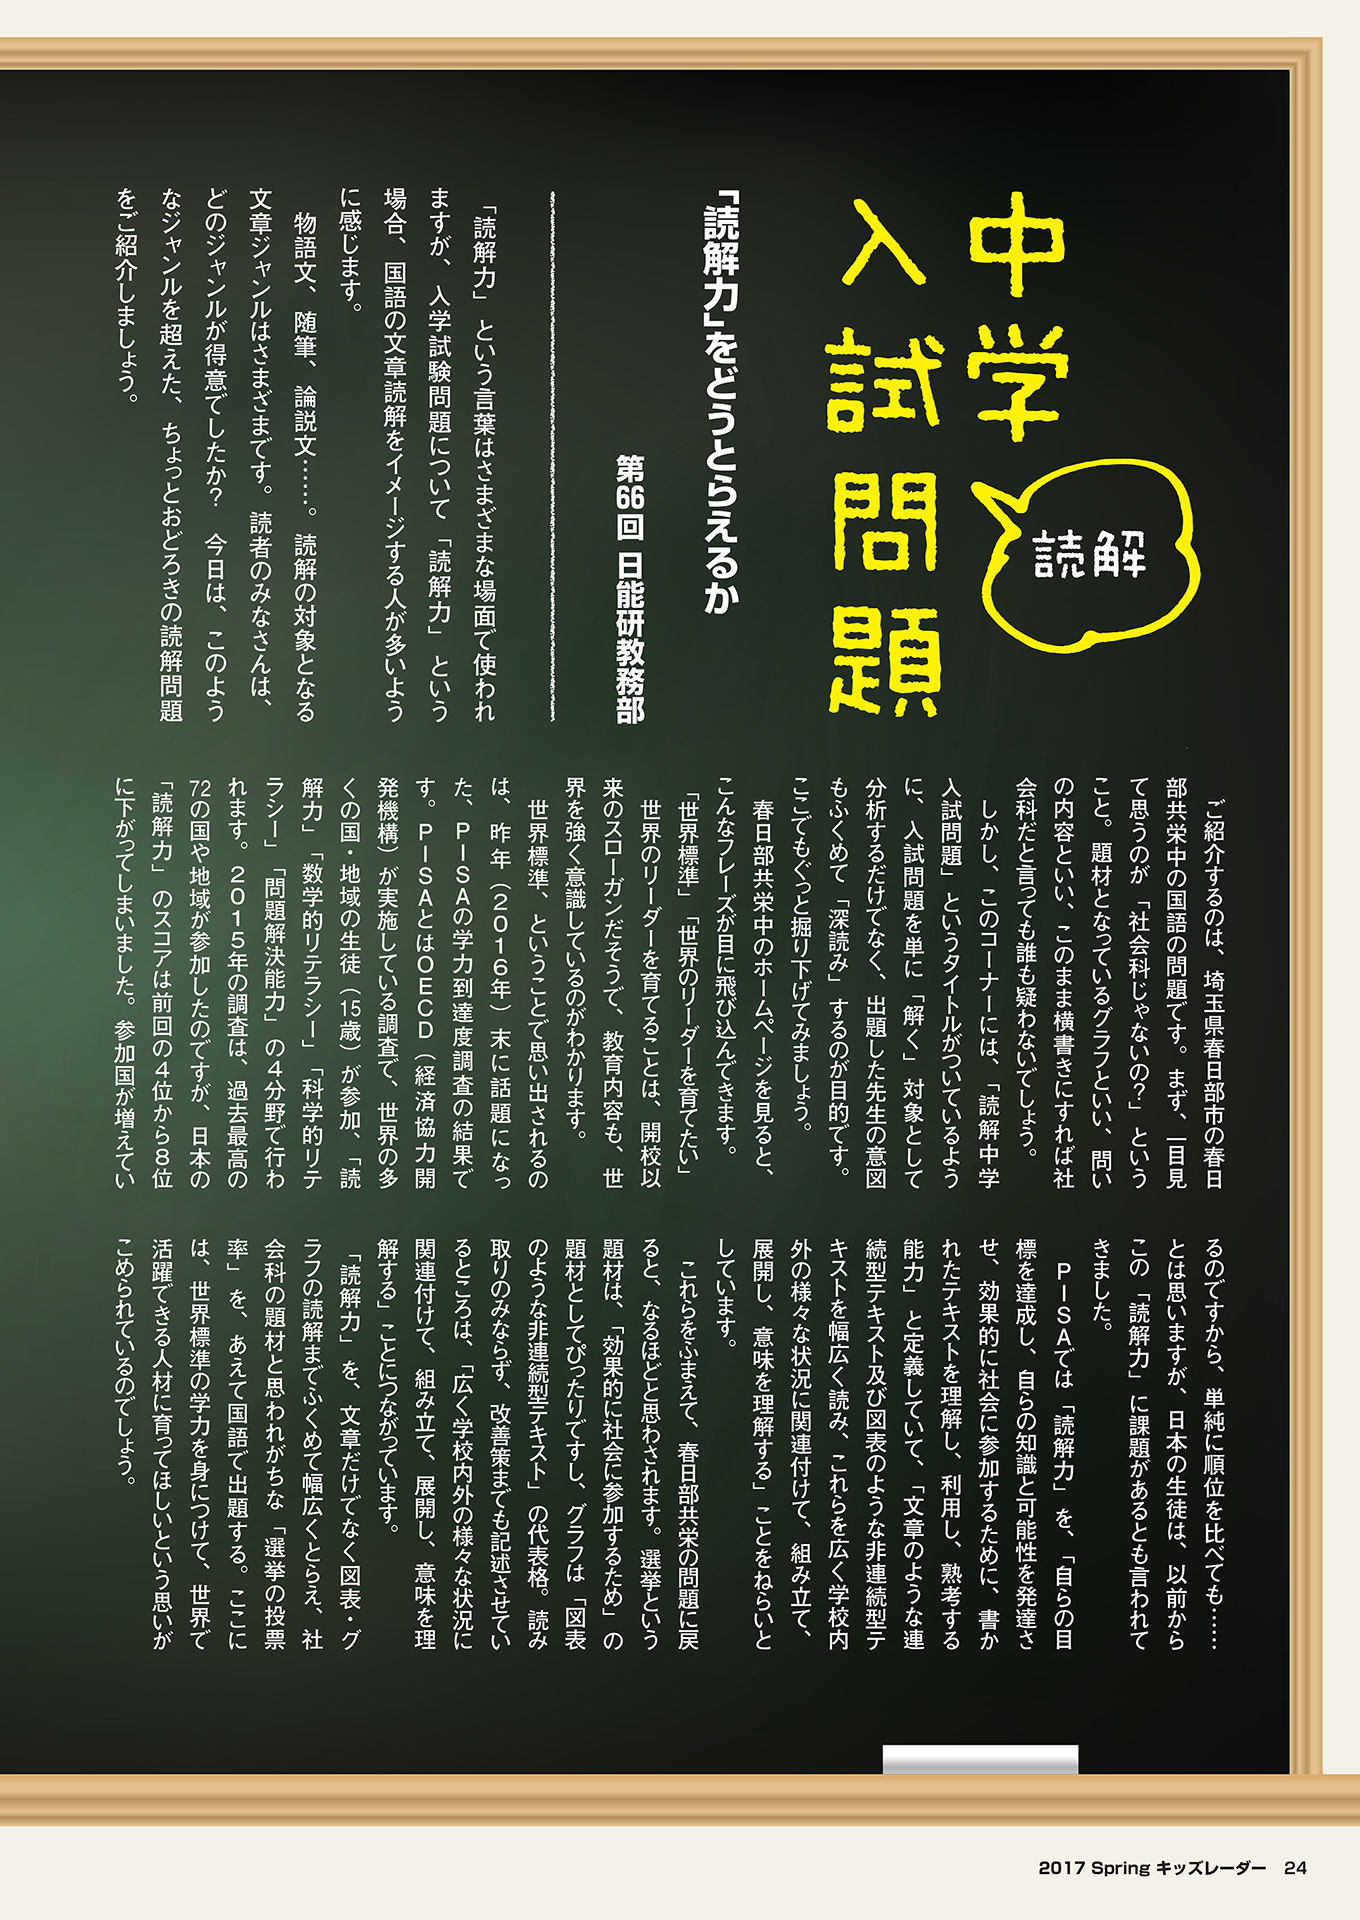 読解
中学
入試問題
「読解力」をどうとらえるか
第66回 日能研教務部
「読解力」という言葉はさまざまな場面で使われ
ますが、入学試験問題について「読解力」という
場合、国語の文章読解をイメージする人が多いよう
に感じます。
物語文、随筆、論説文……。読解の対象となる
文章ジャンルはさまざまです。読者のみなさんは、
どのジャンルが得意でしたか？　今日は、このよう
なジャンルを超えた、ちょっとおどろきの読解問題
をご紹介しましょう。
ご紹介するのは、埼玉県春日部市の春日
部共栄中の国語の問題です。まず、一目見
て思うのが「社会科じゃないの？」という
こと。題材となっているグラフといい、問い
の内容といい、このまま横書きにすれば社
会科だと言っても誰も疑わないでしょう。
しかし、このコーナーには、「読解中学
入試問題」というタイトルがついているよう
に、入試問題を単に「解く」対象として
分析するだけでなく、出題した先生の意図
もふくめて「深読み」するのが目的です。
ここでもぐっと掘り下げてみましょう。
春日部共栄中のホームページを見ると、
こんなフレーズが目に飛び込んできます。
「世界標準」「世界のリーダーを育てたい」
世界のリーダーを育てることは、開校以
来のスローガンだそうで、教育内容も、世
界を強く意識しているのがわかります。
世界標準、ということで思い出されるの
は、昨年（2016年）末に話題になっ
た、PISAの学力到達度調査の結果で
す。PISAとはOECD（経済協力開
発機構）が実施している調査で、世界の多
くの国・地域の生徒（15歳）が参加、「読
解力」「数学的リテラシー」「科学的リテ
ラシー」「問題解決能力」の4分野で行わ
れます。2015年の調査は、過去最高の
72の国や地域が参加したのですが、日本の
「読解力」のスコアは前回の4位から8位
に下がってしまいました。参加国が増えてい
るのですから、単純に順位を比べても……
とは思いますが、日本の生徒は、以前から
この「読解力」に課題があるとも言われて
きました。
PISAでは「読解力」を、「自らの目
標を達成し、自らの知識と可能性を発達さ
せ、効果的に社会に参加するために、書か
れたテキストを理解し、利用し、熟考する
能力」と定義していて、「文章のような連
続型テキスト及び図表のような非連続型テ
キストを幅広く読み、これらを広く学校内
外の様々な状況に関連付けて、組み立て、
展開し、意味を理解する」ことをねらいと
しています。
これらをふまえて、春日部共栄の問題に戻
ると、なるほどと思わされます。選挙という
題材は、「効果的に社会に参加するため」の
題材としてぴったりですし、グラフは「図表
のような非連続型テキスト」の代表格。読み
取りのみならず、改善策までも記述させてい
るところは、「広く学校内外の様々な状況に
関連付けて、組み立て、展開し、意味を理
解する」ことにつながっています。
「読解力」を、文章だけでなく図表・グ
ラフの読解までふくめて幅広くとらえ、社
会科の題材と思われがちな「選挙の投票
率」を、あえて国語で出題する。ここに
は、世界標準の学力を身につけて、世界で
活躍できる人材に育ってほしいという思いが
こめられているのでしょう。
2017 Spring キッズレーダー　24